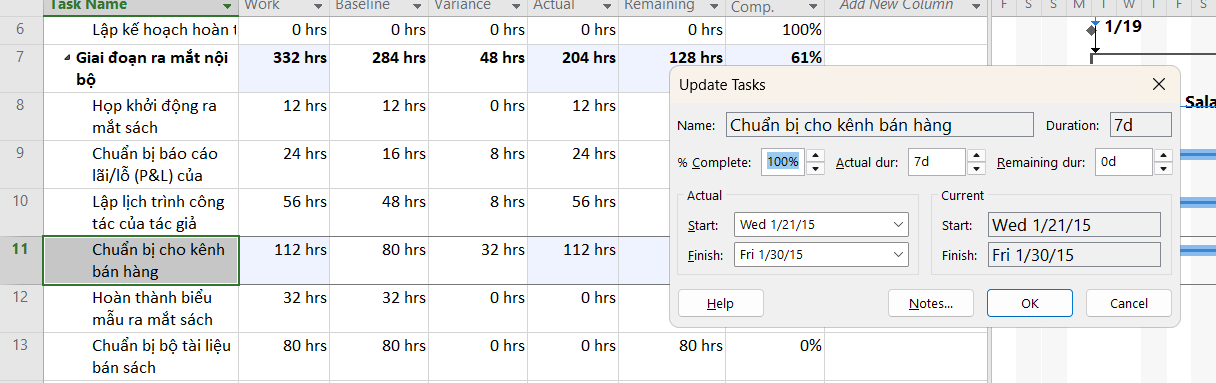 Task Name Work Baseline Variance Actual Remaining Comp. Add New Column F S S M T W T F S
6 Lập kế hoạch hoàn t 0 hrs 0 hrs 0 hrs 0 hrs 0 hrs 100% 1/19
7 Giai đoạn ra mắt nội 332 hrs 284 hrs 48 hrs 204 hrs 128 hrs 61%
bộ
8 Họp khởi động ra 12 hrs 12 hrs 0 hrs 12 hrs
mắt sách
9 Chuẩn bị báo cáo 24 hrs 16 hrs 8 hrs 24 hrs
lãi/lỗ (P&L) của
10 Lập lịch trình công 56 hrs 48 hrs 8 hrs 56 hrs
tác của tác giả
11 Chuẩn bị cho kênh 112 hrs 80 hrs 32 hrs 112 hrs
bán hàng
12 Hoàn thành biểu 32 hrs 32 hrs 0 hrs 0 hrs
mẫu ra mắt sách
13 Chuẩn bị bộ tài liệu 80 hrs 80 hrs 0 hrs 0 hrs 80 hrs 0%
bán sách
Update Tasks
Name: Chuẩn bị cho kênh bán hàng Duration: 7d
% Complete: 100% Actual dur: 7d Remaining dur: 0d
Actual Current
Start: Wed 1/21/15 Start: Wed 1/21/15
Finish: Fri 1/30/15 Finish: Fri 1/30/15
Help Notes... OK Cancel
Sala